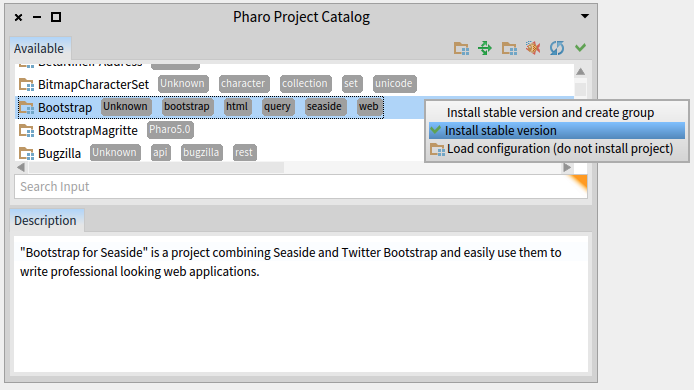 Pharo Project Catalog
Available
BitmapCharacterSet Unknown character collection set unicode
Bootstrap Unknown bootstrap html query seaside web
BootstrapMagritte Pharo5.0
Bugzilla Unknown api bugzilla rest
Install stable version and create group
Install stable version
Load configuration (do not install project)
Search Input
Description
"Bootstrap for Seaside" is a project combining Seaside and Twitter Bootstrap and easily use them to
write professional looking web applications.